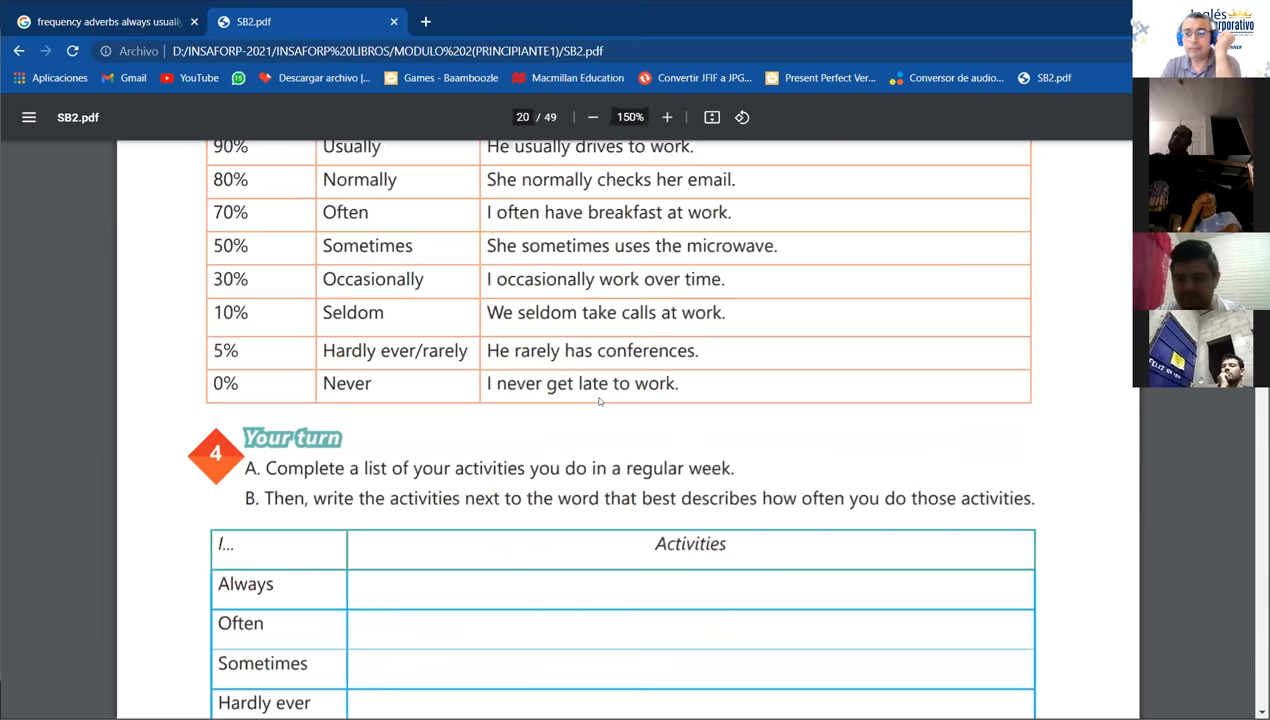 frequency adverbs always usually
SB2.pdf
Archivo
D:/INSAFORP-2021/INSAFORP%20LIBROS/MODULO%202(PRINCIPIANTE1)/SB2.pdf
Aplicaciones
Gmail
YouTube
Descargar archivo |...
Games - Baamboozle
Macmillan Education
Convertir JFIF a JPG...
Present Perfect Ver...
Conversor de audio...
SB2.pdf
Inglés
orporativo
SB2.pdf
20 / 49
150%
90% Usually He usually drives to work.
80% Normally She normally checks her email.
70% Often I often have breakfast at work.
50% Sometimes She sometimes uses the microwave.
30% Occasionally I occasionally work over time.
10% Seldom We seldom take calls at work.
5% Hardly ever/rarely He rarely has conferences.
0% Never I never get late to work.
4 Your turn
A. Complete a list of your activities you do in a regular week.
B. Then, write the activities next to the word that best describes how often you do those activities.
I... Activities
Always
Often
Sometimes
Hardly ever